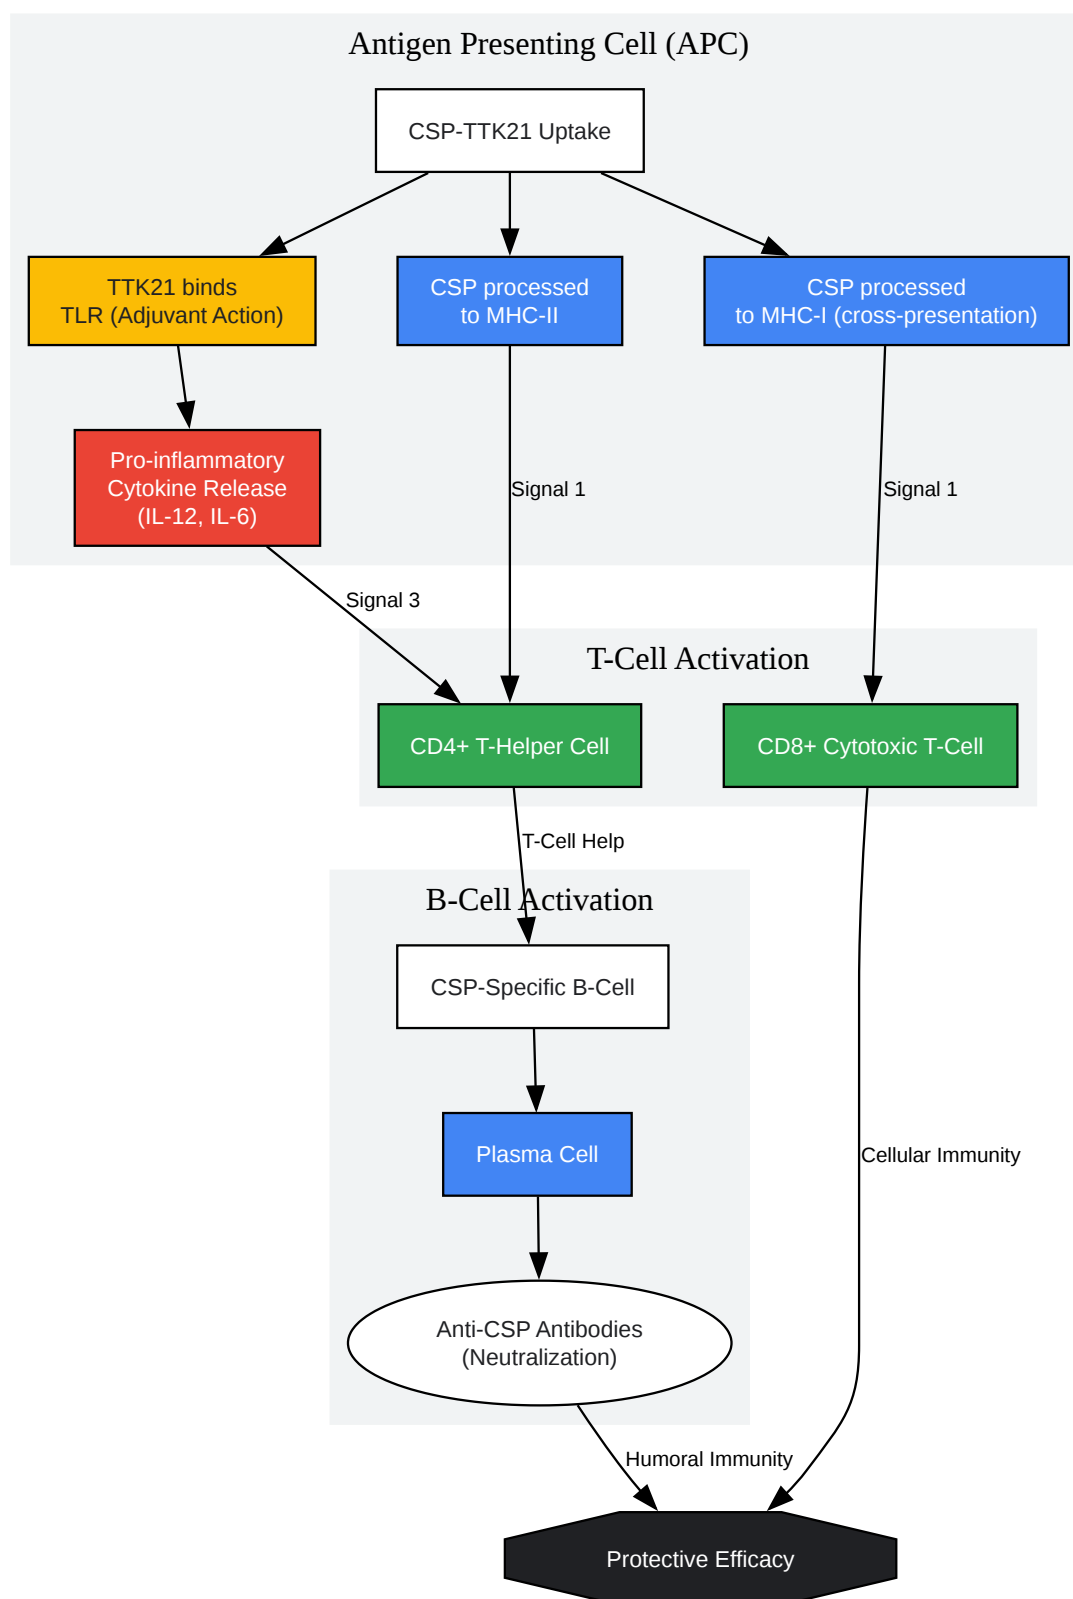 Antigen Presenting Cell (APC)
CSP-TTK21 Uptake
TTK21 binds
TLR (Adjuvant Action)
CSP processed
to MHC-II
CSP processed
to MHC-I (cross-presentation)
Pro-inflammatory
Cytokine Release
(IL-12, IL-6)
Signal 1
Signal 1
Signal 3
T-Cell Activation
CD4+ T-Helper Cell
CD8+ Cytotoxic T-Cell
T-Cell Help
B-Cell Activation
CSP-Specific B-Cell
Plasma Cell
Cellular Immunity
Anti-CSP Antibodies
(Neutralization)
Humoral Immunity
Protective Efficacy